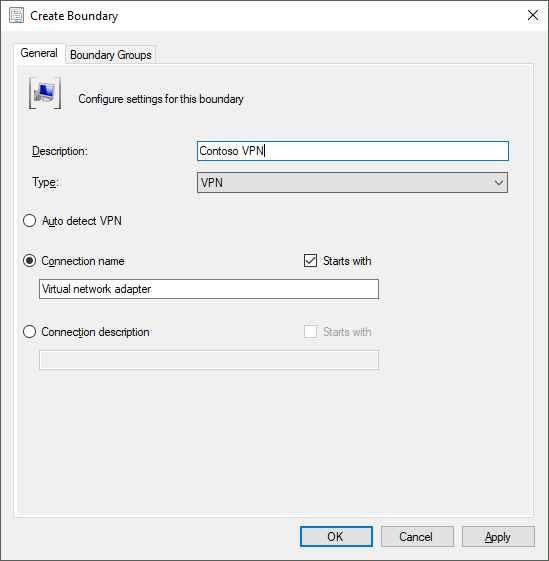 Create Boundary
General
Boundary Groups
Configure settings for this boundary
Description:
Contoso VPN
Type:
VPN
Auto detect VPN
Connection name
Starts with
Virtual network adapter
Connection description
Starts with
OK
Cancel
Apply